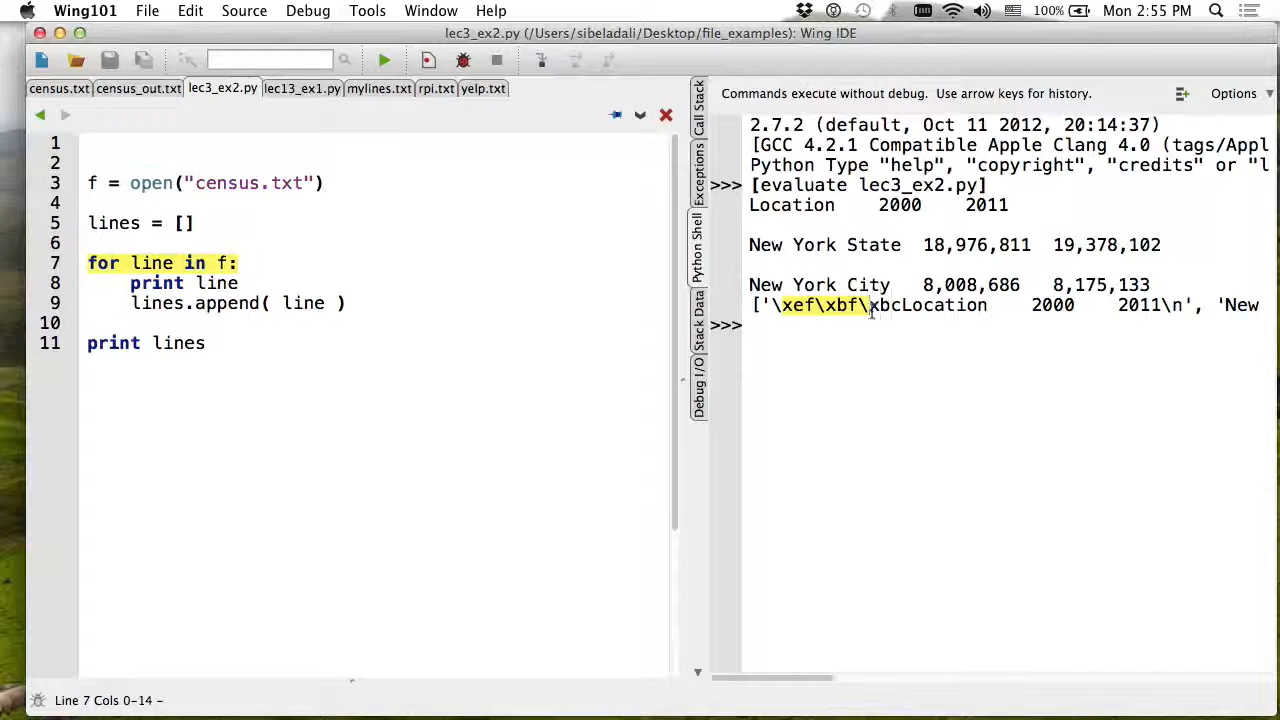 Wing101 File Edit Source Debug Tools Window Help 100% Mon 2:55 PM
lec3_ex2.py (/Users/sibeladali/Desktop/file_examples): Wing IDE
census.txt census_out.txt lec3_ex2.py lec13_ex1.py mylines.txt rpi.txt yelp.txt
1
2
3 f = open("census.txt")
4
5 lines = []
6
7 for line in f:
8 print line
9 lines.append( line )
10
11 print lines
Line 7 Cols 0-14 –
Call Stack
Exceptions
Python Shell
Stack Data
Debug I/O
Commands execute without debug. Use arrow keys for history. Options
2.7.2 (default, Oct 11 2012, 20:14:37)
[GCC 4.2.1 Compatible Apple Clang 4.0 (tags/Appl
Python Type "help", "copyright", "credits" or "l
>>> [evaluate lec3_ex2.py]
Location 2000 2011
New York State 18,976,811 19,378,102
New York City 8,008,686 8,175,133
['\xef\xbf\xbcLocation 2000 2011\n', 'New
>>>